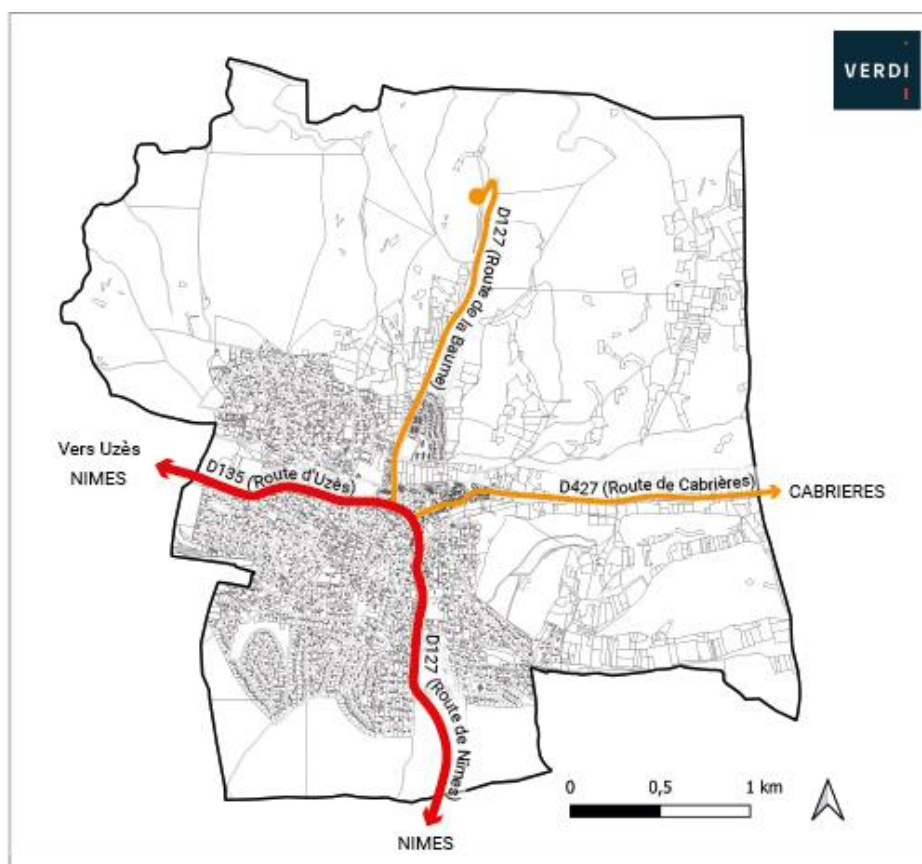 VERDI
D127 (Route de la Baume)
Vers Uzès
NIMES
D135 (Route d'Uzès)
D427 (Route de Cabrières)
CABRIERES
D127 (Route de Nîmes)
0 0,5 1 km
NIMES